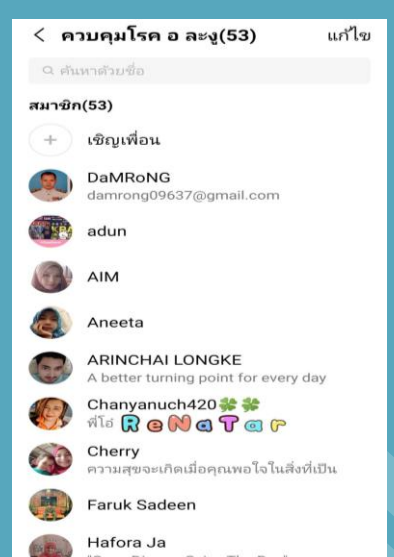 < ควบคุมโรค อ ละงู(53) แก้ไข
ค้นหาด้วยชื่อ
สมาชิก(53)
+ เชิญเพื่อน
DaMRoNG
damrong09637@gmail.com
adun
AIM
Aneeta
ARINCHAI LONGKE
A better turning point for every day
Chanyanuch420🍀🍀
พี่โอ๋ ReNaTar
Cherry
ความสุขจะเกิดเมื่อคุณพอใจในสิ่งที่เป็น
Faruk Sadeen
Hafora Ja